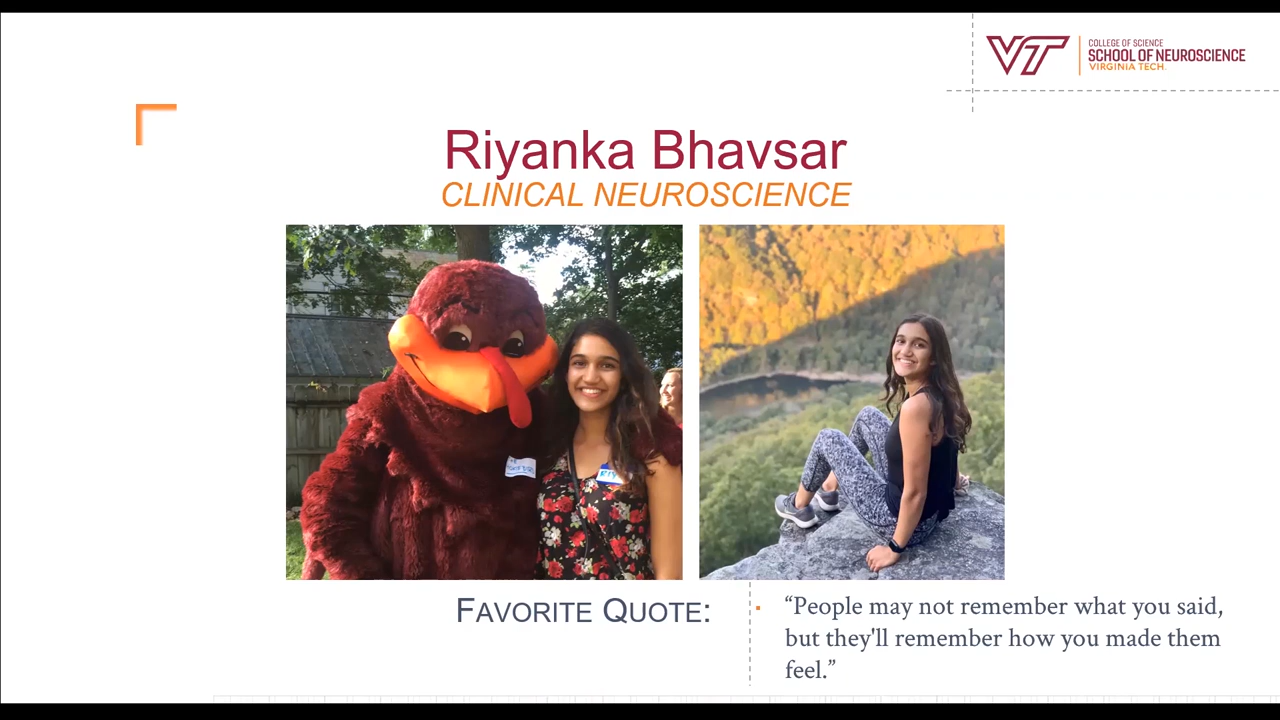 VT
COLLEGE OF SCIENCE
SCHOOL OF NEUROSCIENCE
VIRGINIA TECH.
Riyanka Bhavsar
CLINICAL NEUROSCIENCE
FAVORITE QUOTE:
▪ “People may not remember what you said,
but they'll remember how you made them
feel.”